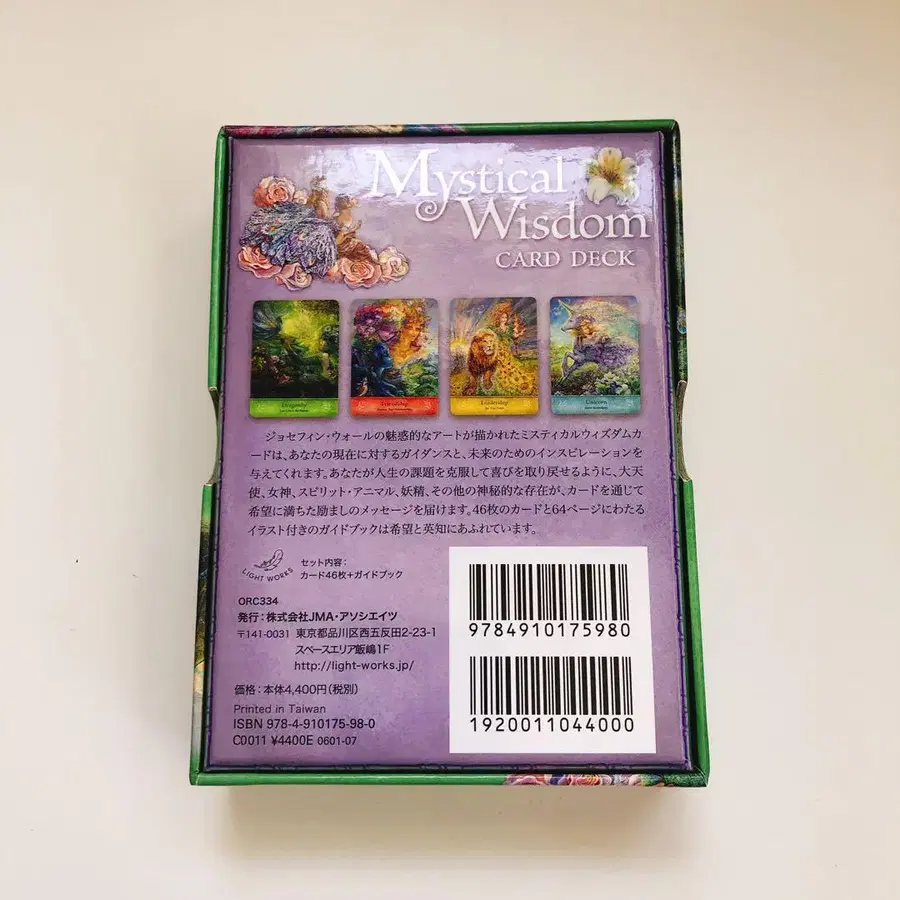 Mystical
Wisdom
CARD DECK
Unicorn
ジョセフィン・ウォールの魅惑的なアートが描かれたミスティカルウィズダムカ
ードは、あなたの現在に対するガイダンスと、未来のためのインスピレーションを
与えてくれます。あなたが人生の課題を克服して喜びを取り戻せるように、大天
使、女神、スピリット・アニマル、妖精、その他の神秘的な存在が、カードを通じて
希望に満ちた励ましのメッセージを届けます。46枚のカードと64ページにわたる
イラスト付きのガイドブックは希望と英知にあふれています。
LIGHT WORKS
セット内容：
カード46枚+ガイドブック
ORC334
発行：株式会社JMA・アソシエイツ
〒141-0031 東京都品川区西五反田2-23-1
スペースエリア飯嶋1F
http://light-works.jp/
価格：本体4,400円（税別）
Printed in Taiwan
ISBN 978-4-910175-98-0
C0011 ¥4400E 0601-07
9784910175980
1920011044000